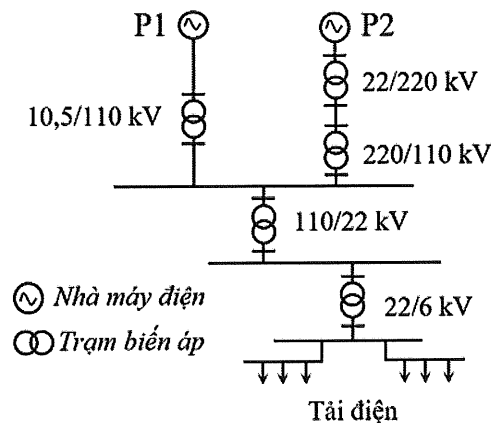 P1
P2
22/220 kV
10,5/110 kV
220/110 kV
110/22 kV
Nhà máy điện
22/6 kV
Trạm biến áp
Tải điện